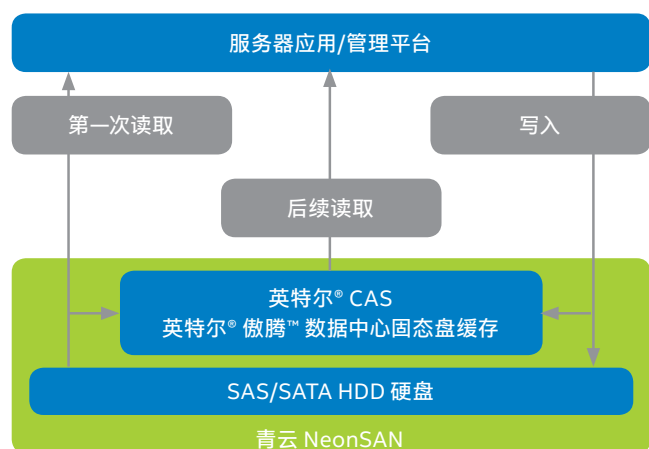 服务器应用/管理平台
第一次读取
写入
后续读取
英特尔® CAS
英特尔® 傲腾™ 数据中心固态盘缓存
SAS/SATA HDD 硬盘
青云 NeonSAN